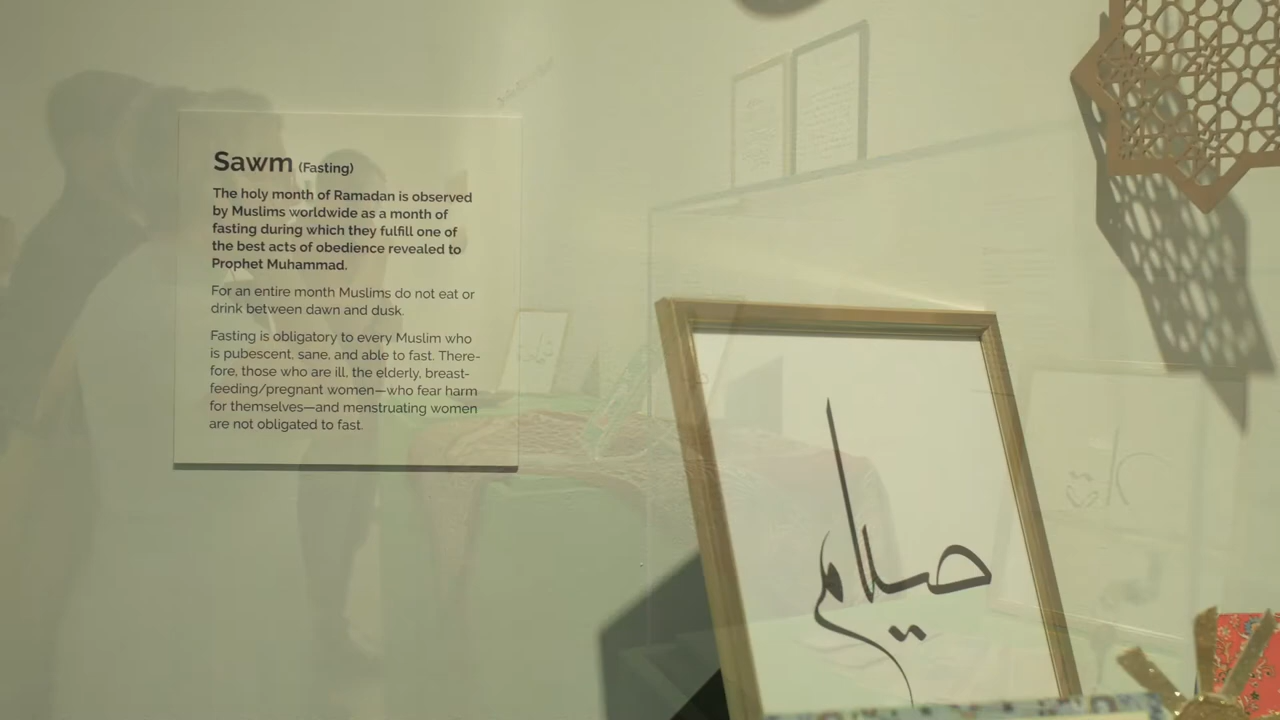 Sawm (Fasting)
The holy month of Ramadan is observed
by Muslims worldwide as a month of
fasting during which they fulfill one of
the best acts of obedience revealed to
Prophet Muhammad.
For an entire month Muslims do not eat or
drink between dawn and dusk.
Fasting is obligatory to every Muslim who
is pubescent, sane, and able to fast. There-
fore, those who are ill, the elderly, breast-
feeding/pregnant women—who fear harm
for themselves—and menstruating women
are not obligated to fast.
صيام